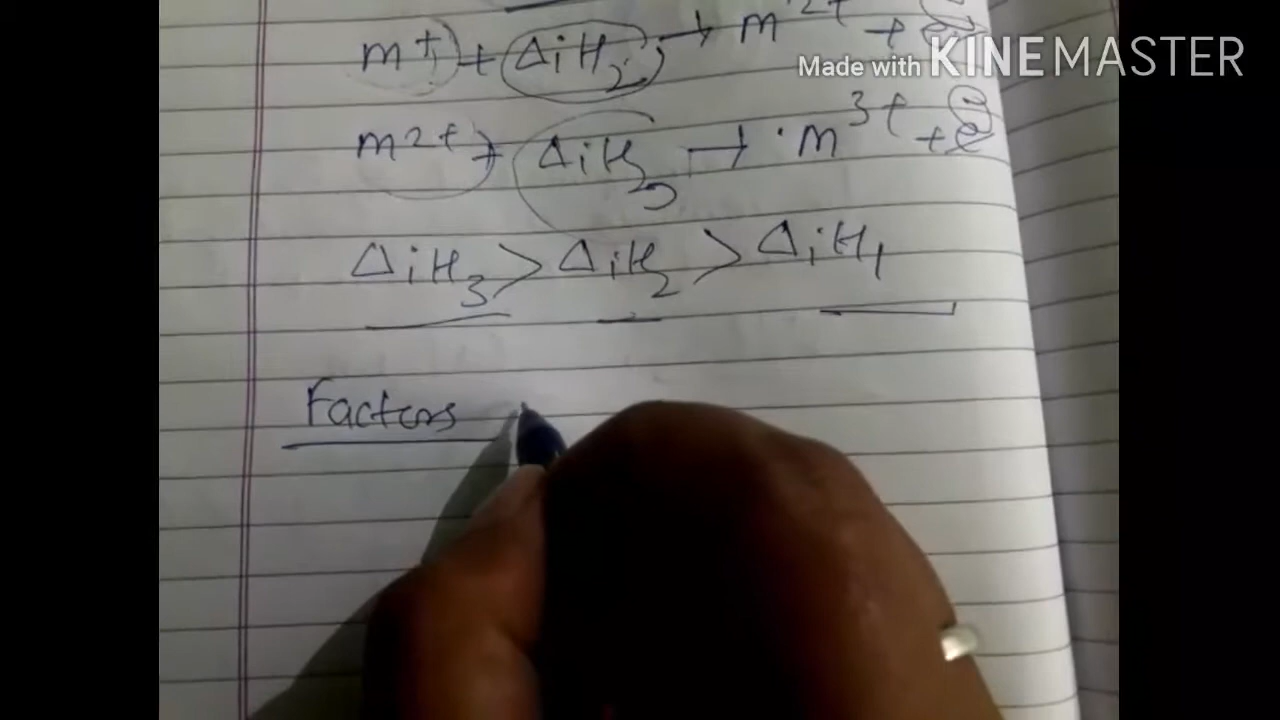 m⁺ + ΔiH₂ → m²⁺ + e⁻
Made with KINEMASTER
m²⁺ + ΔiH₃ → m³⁺ + e⁻
ΔiH₃ > ΔiH₂ > ΔiH₁
Factors